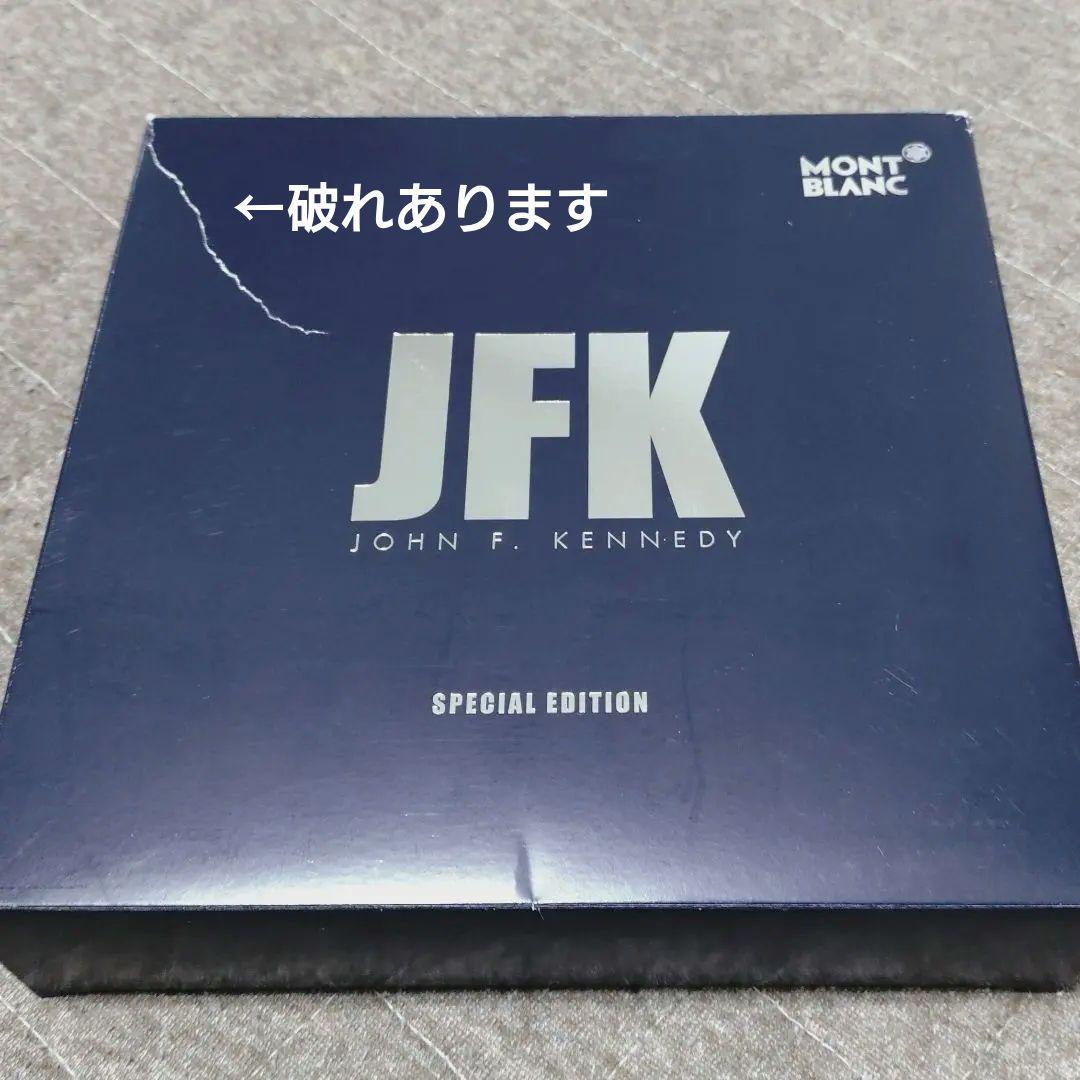 MONT
BLANC
←破れあります
JFK
JOHN F. KENNEDY
SPECIAL EDITION